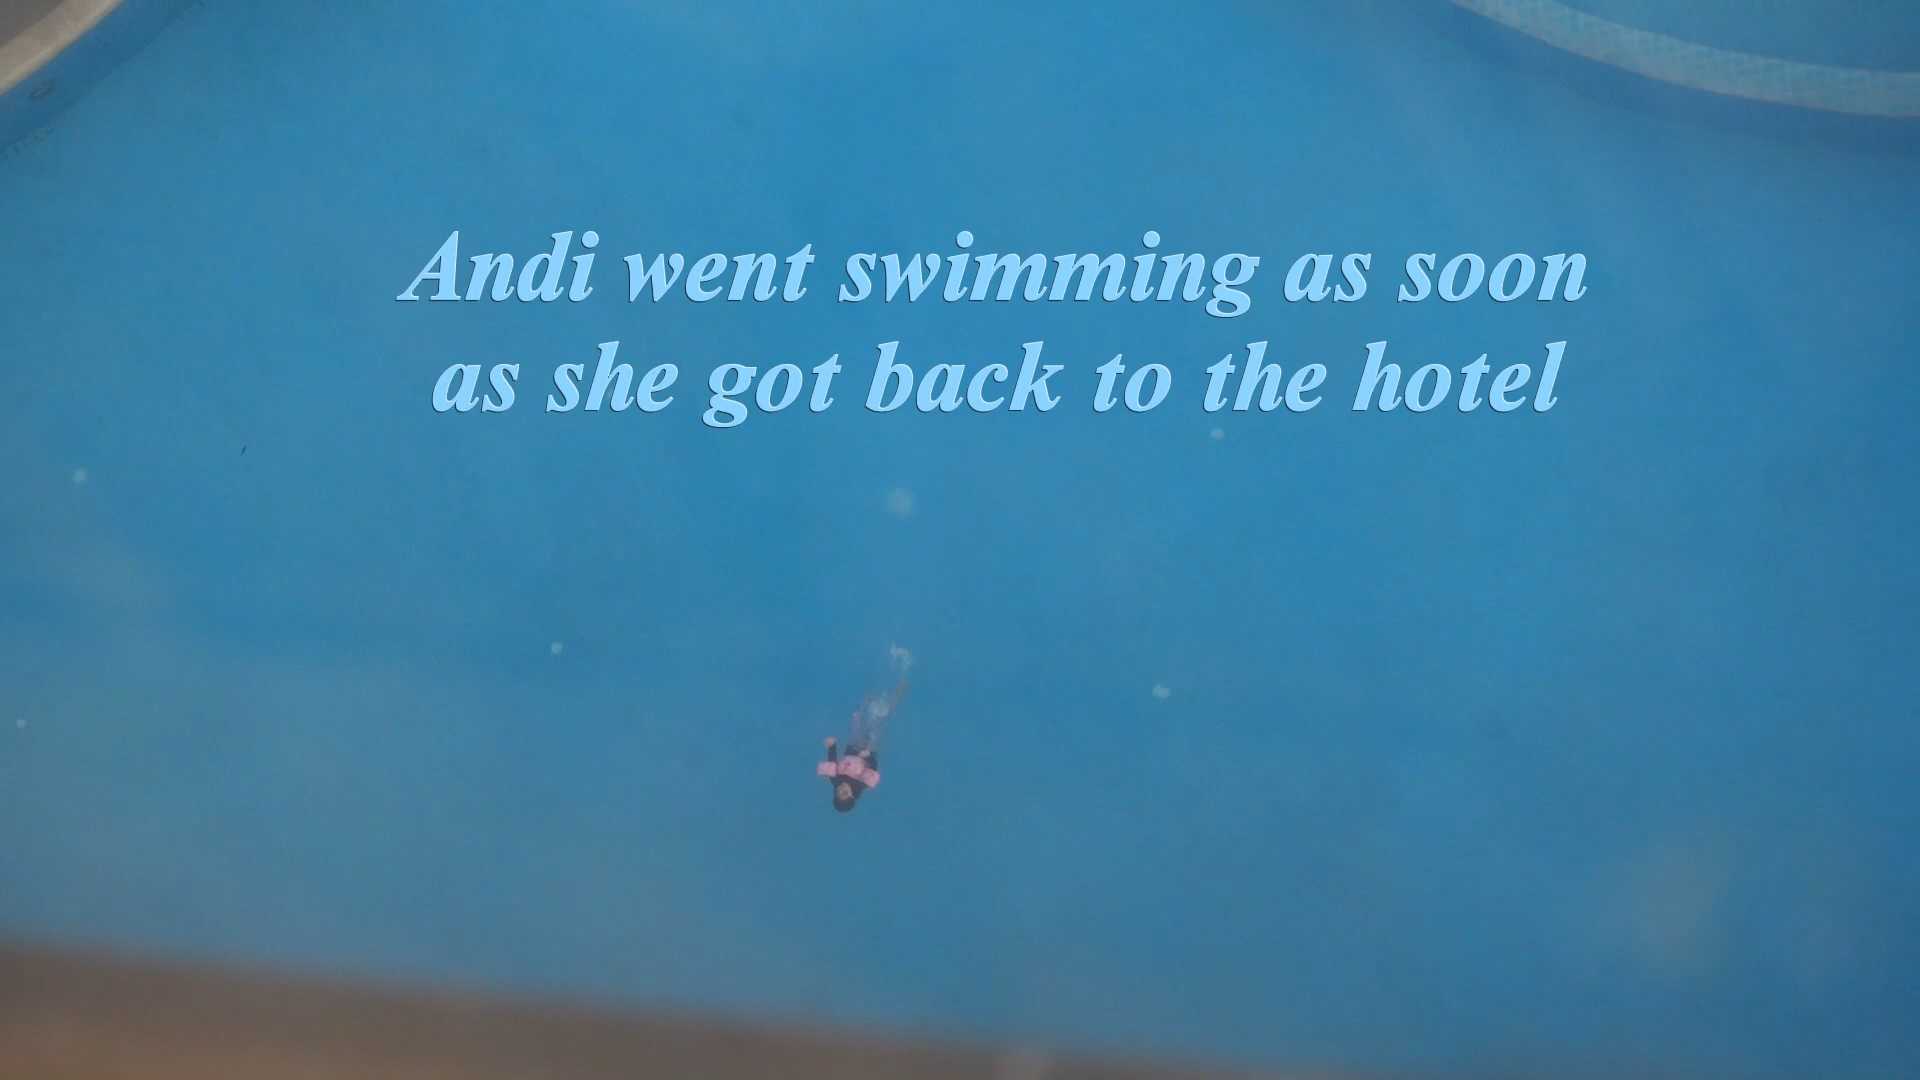 Andi went swimming as soon
as she got back to the hotel